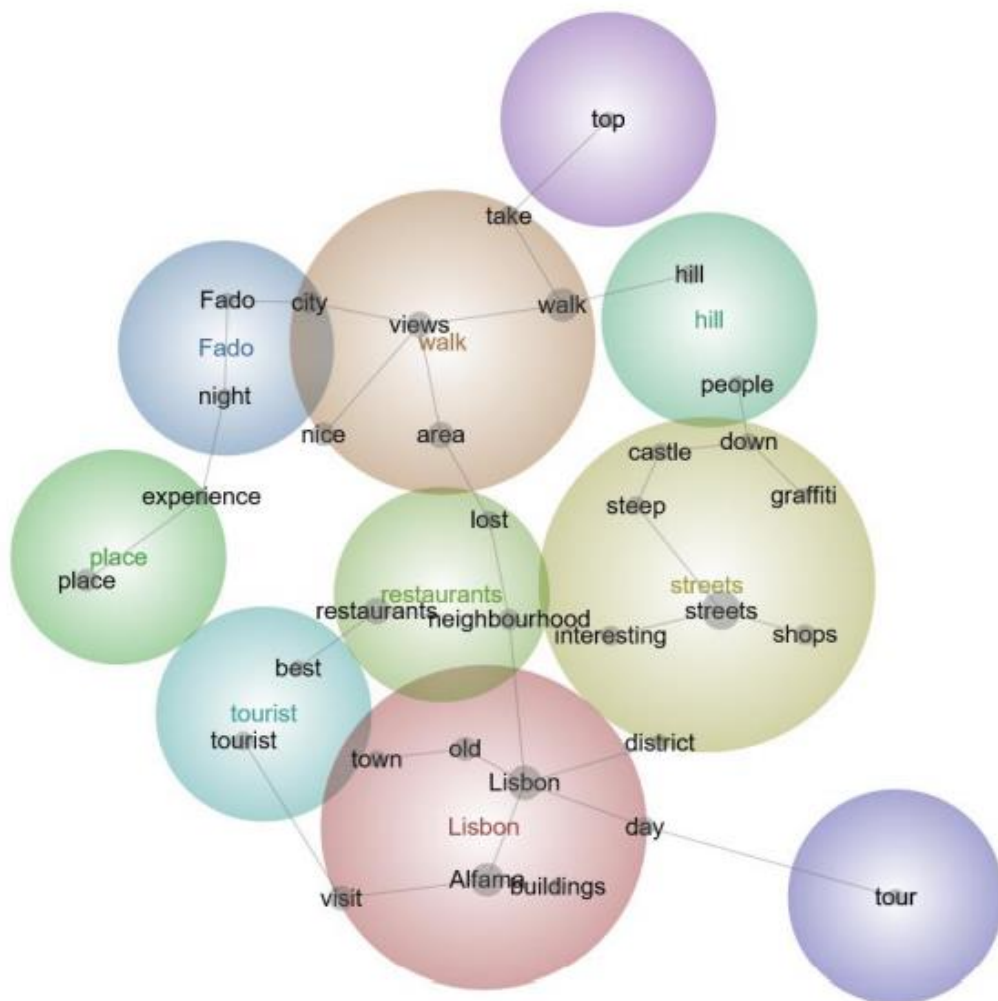 top
take
hill
Fado
city
walk
hill
views
walk
Fado
people
night
nice
area
down
castle
experience
graffiti
steep
lost
place
place
restaurants
streets
restaurants
neighbourhood
streets
interesting
shops
best
tourist
tourist
town
old
district
Lisbon
Lisbon
day
Alfama
buildings
visit
tour